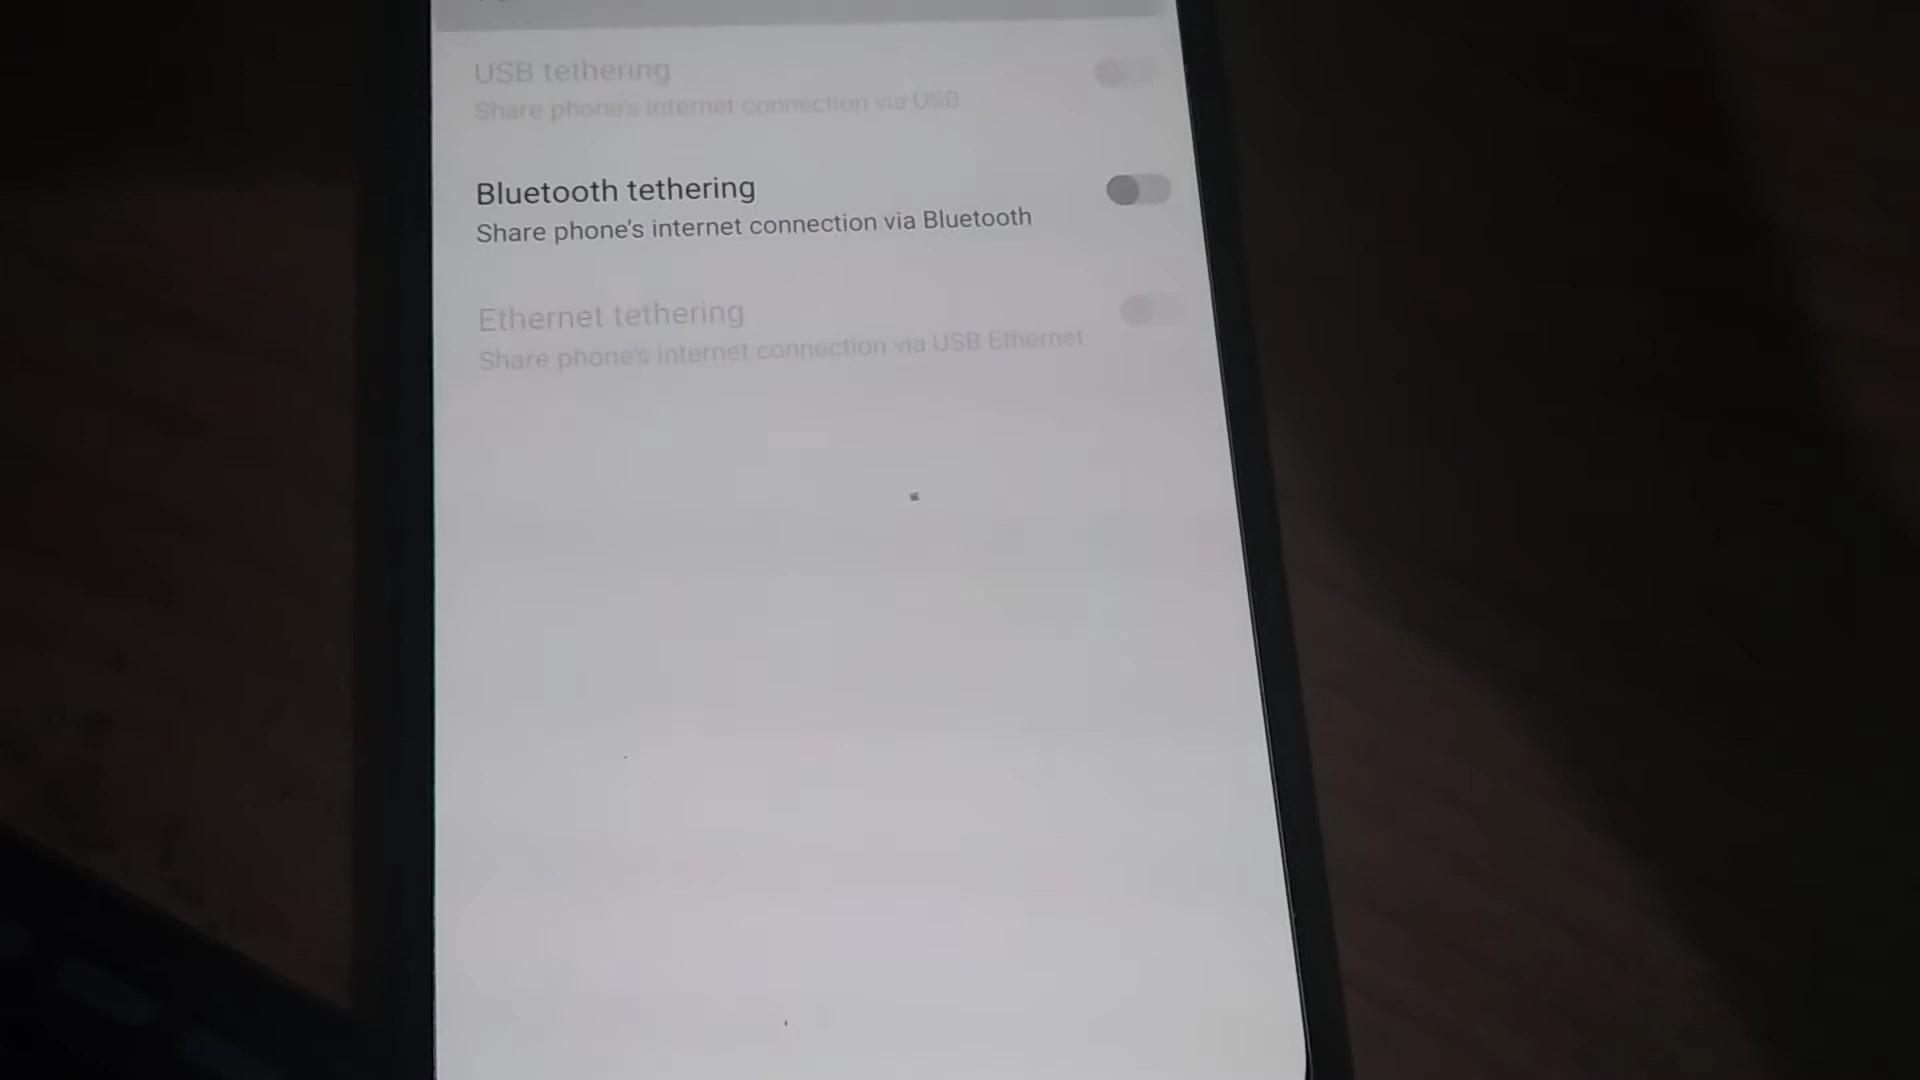 USB tethering
Share phone's internet connection via USB
Bluetooth tethering
Share phone's internet connection via Bluetooth
Ethernet tethering
Share phone's internet connection via USB Ethernet